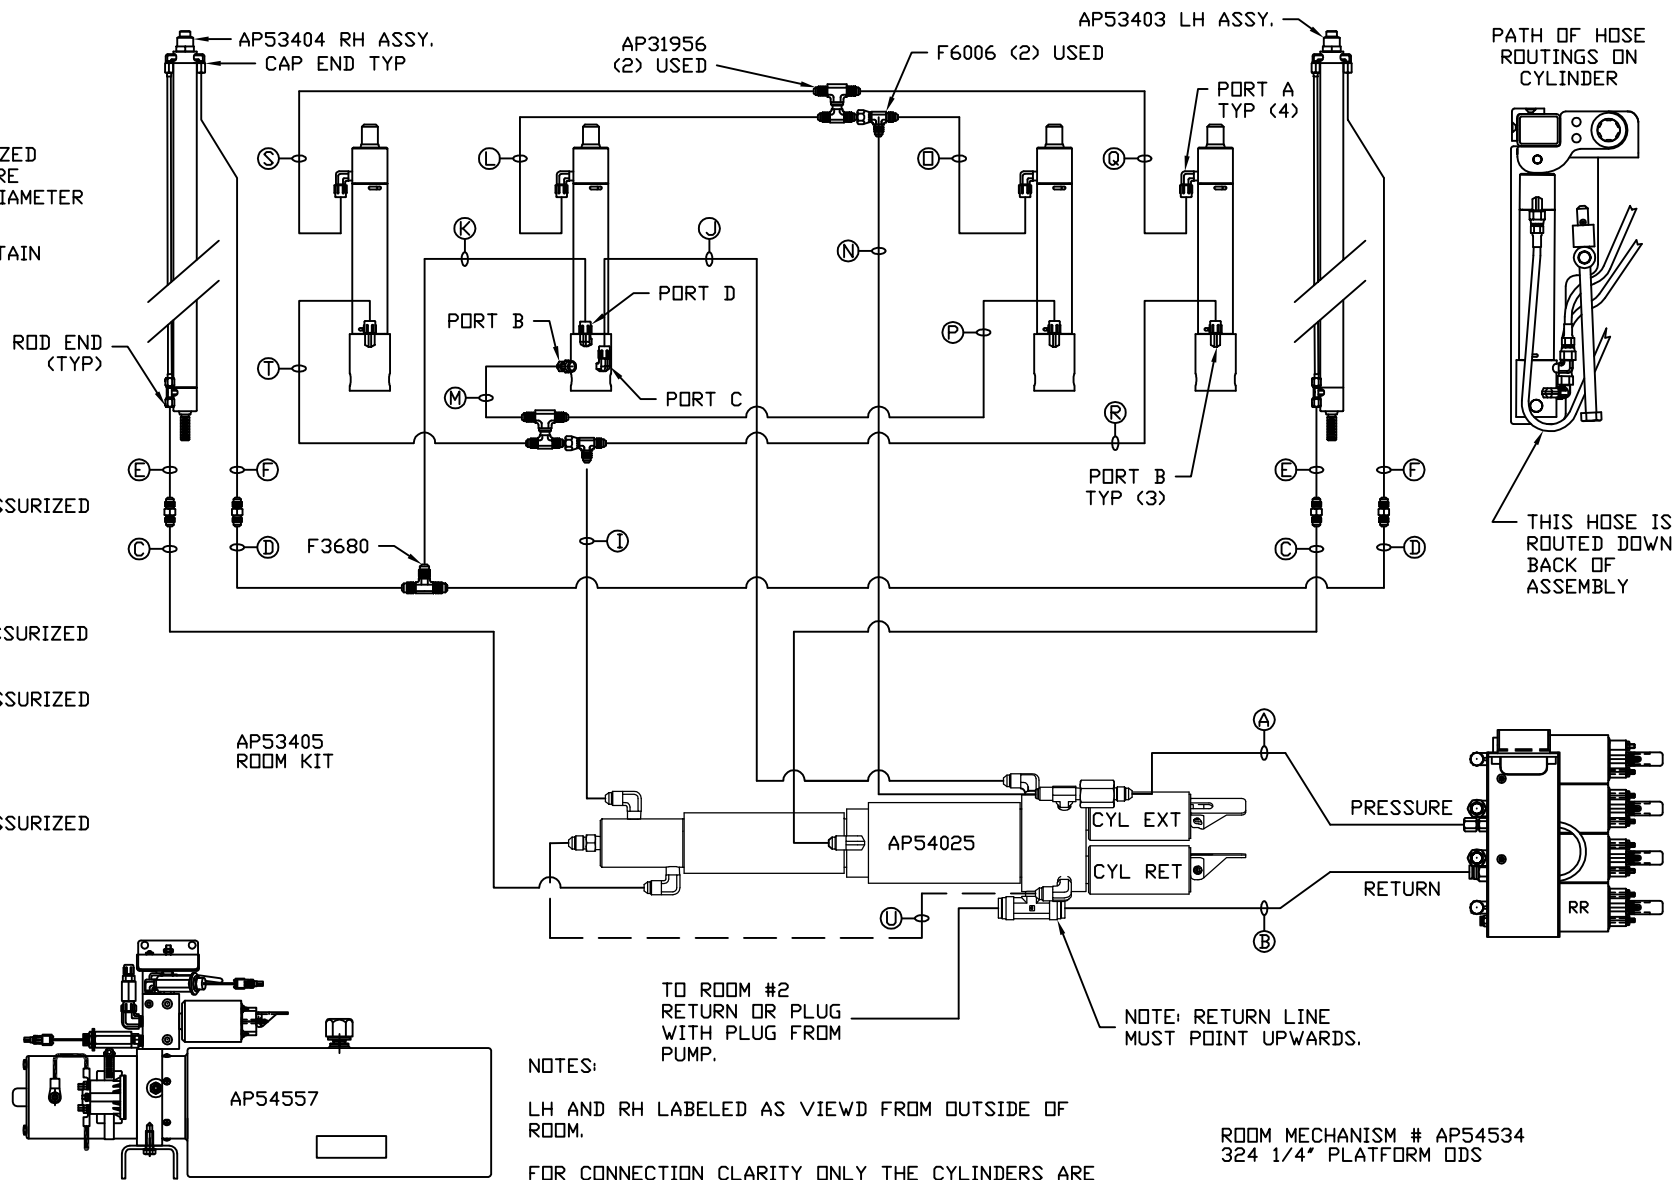 AP53404 RH ASSY.
CAP END TYP
AP31956
(2) USED
F6006 (2) USED
AP53403 LH ASSY.
PORT A
TYP (4)
PATH OF HOSE
ROUTINGS ON
CYLINDER
ZED
RE
IAMETER
TAIN
S
L
O
Q
K
J
N
PORT D
PORT B
PORT C
ROD END
(TYP)
T
M
P
R
PORT B
TYP (3)
E
F
E
F
SSURIZED
C
D
F3680
I
C
D
THIS HOSE IS
ROUTED DOWN
BACK OF
ASSEMBLY
SSURIZED
SSURIZED
AP53405
ROOM KIT
A
SSURIZED
PRESSURE
CYL EXT
AP54025
CYL RET
RETURN
RR
U
B
TO ROOM #2
RETURN OR PLUG
WITH PLUG FROM
PUMP.
NOTE: RETURN LINE
MUST POINT UPWARDS.
AP54557
NOTES:
LH AND RH LABELED AS VIEWD FROM OUTSIDE OF
ROOM.
FOR CONNECTION CLARITY ONLY THE CYLINDERS ARE
ROOM MECHANISM # AP54534
324 1/4" PLATFORM ODS